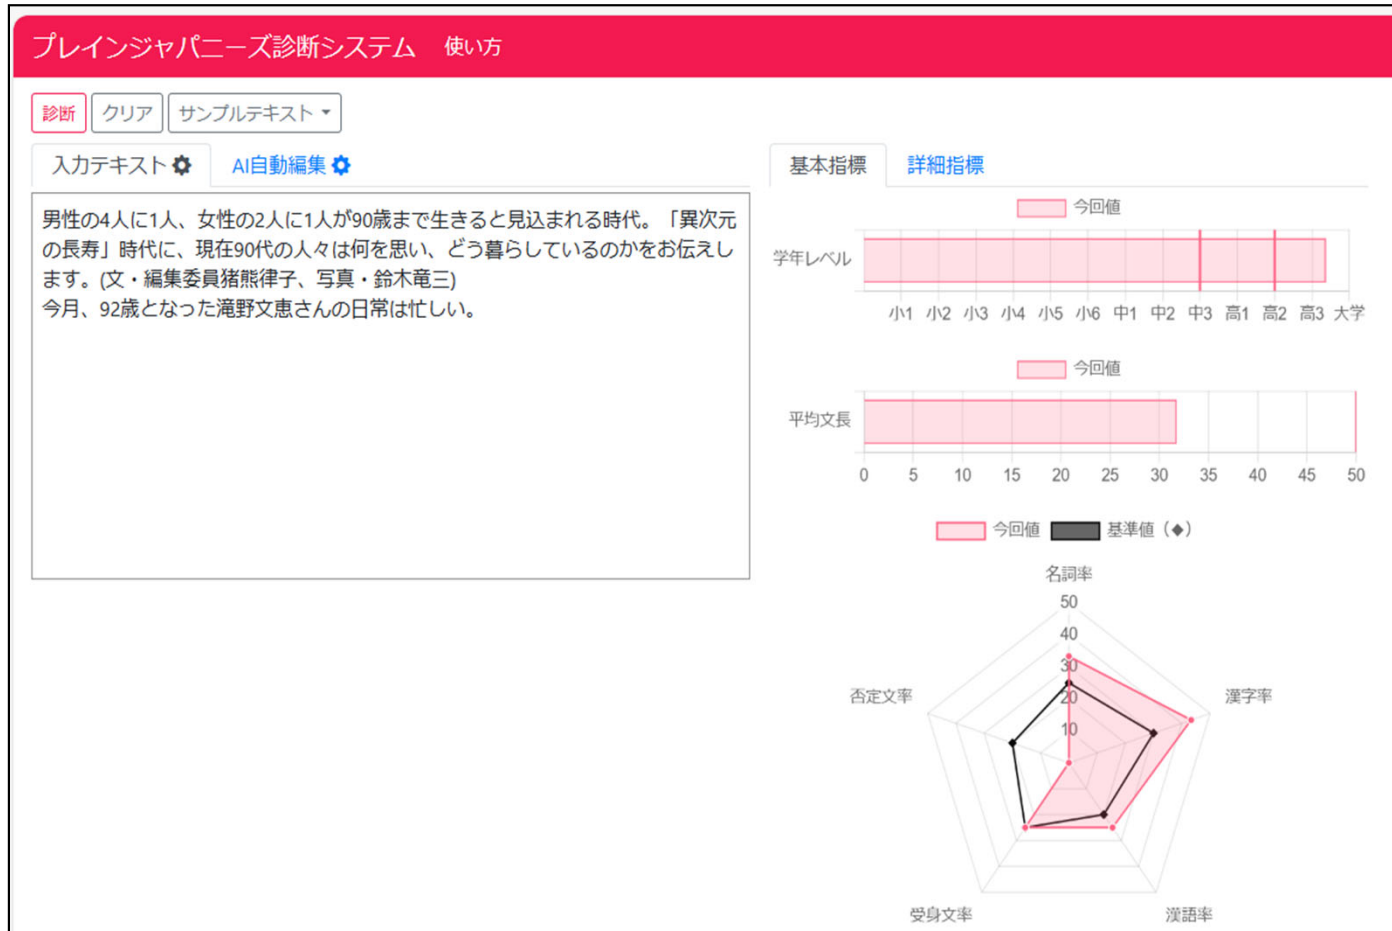 プレインジャパニーズ診断システム 使い方
診断 クリア サンプルテキスト
入力テキスト AI自動編集
男性の4人に1人、女性の2人に1人が90歳まで生きると見込まれる時代。「異次元
の長寿」時代に、現在90代の人々は何を思い、どう暮らしているのかをお伝えし
ます。(文・編集委員猪熊律子、写真・鈴木竜三)
今月、92歳となった滝野文恵さんの日常は忙しい。
基本指標 詳細指標
今回値
学年レベル
小1 小2 小3 小4 小5 小6 中1 中2 中3 高1 高2 高3 大学
今回値
平均文長
0 5 10 15 20 25 30 35 40 45 50
今回値 基準値（◆）
名詞率
50
40
30
20
10
否定文率 漢字率
受身文率 漢語率